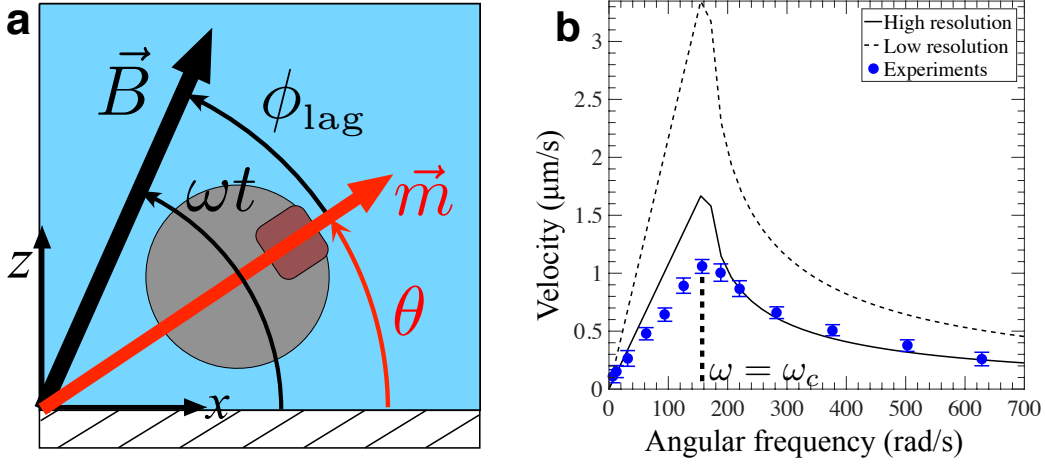 a
B⃗
ϕlag
ωt
m⃗
z
θ
x
b
High resolution
Low resolution
Experiments
Velocity (μm/s)
3
2.5
2
1.5
1
0.5
0
ω = ωc
0 100 200 300 400 500 600 700
Angular frequency (rad/s)